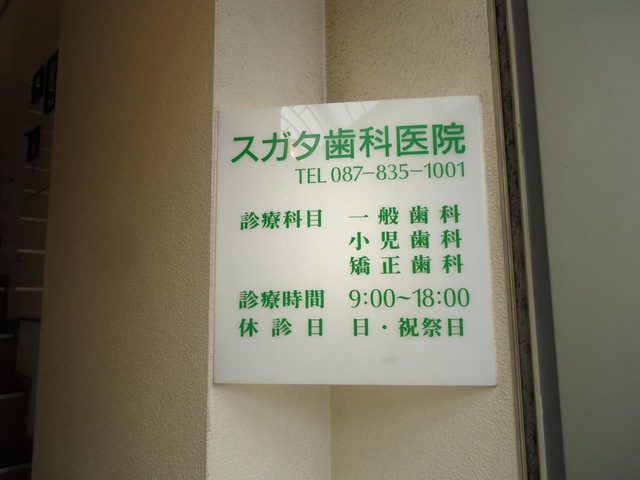 スガタ歯科医院
TEL 087-835-1001
診療科目 一般歯科
小児歯科
矯正歯科
診療時間 9:00~18:00
休診日 日・祝祭日